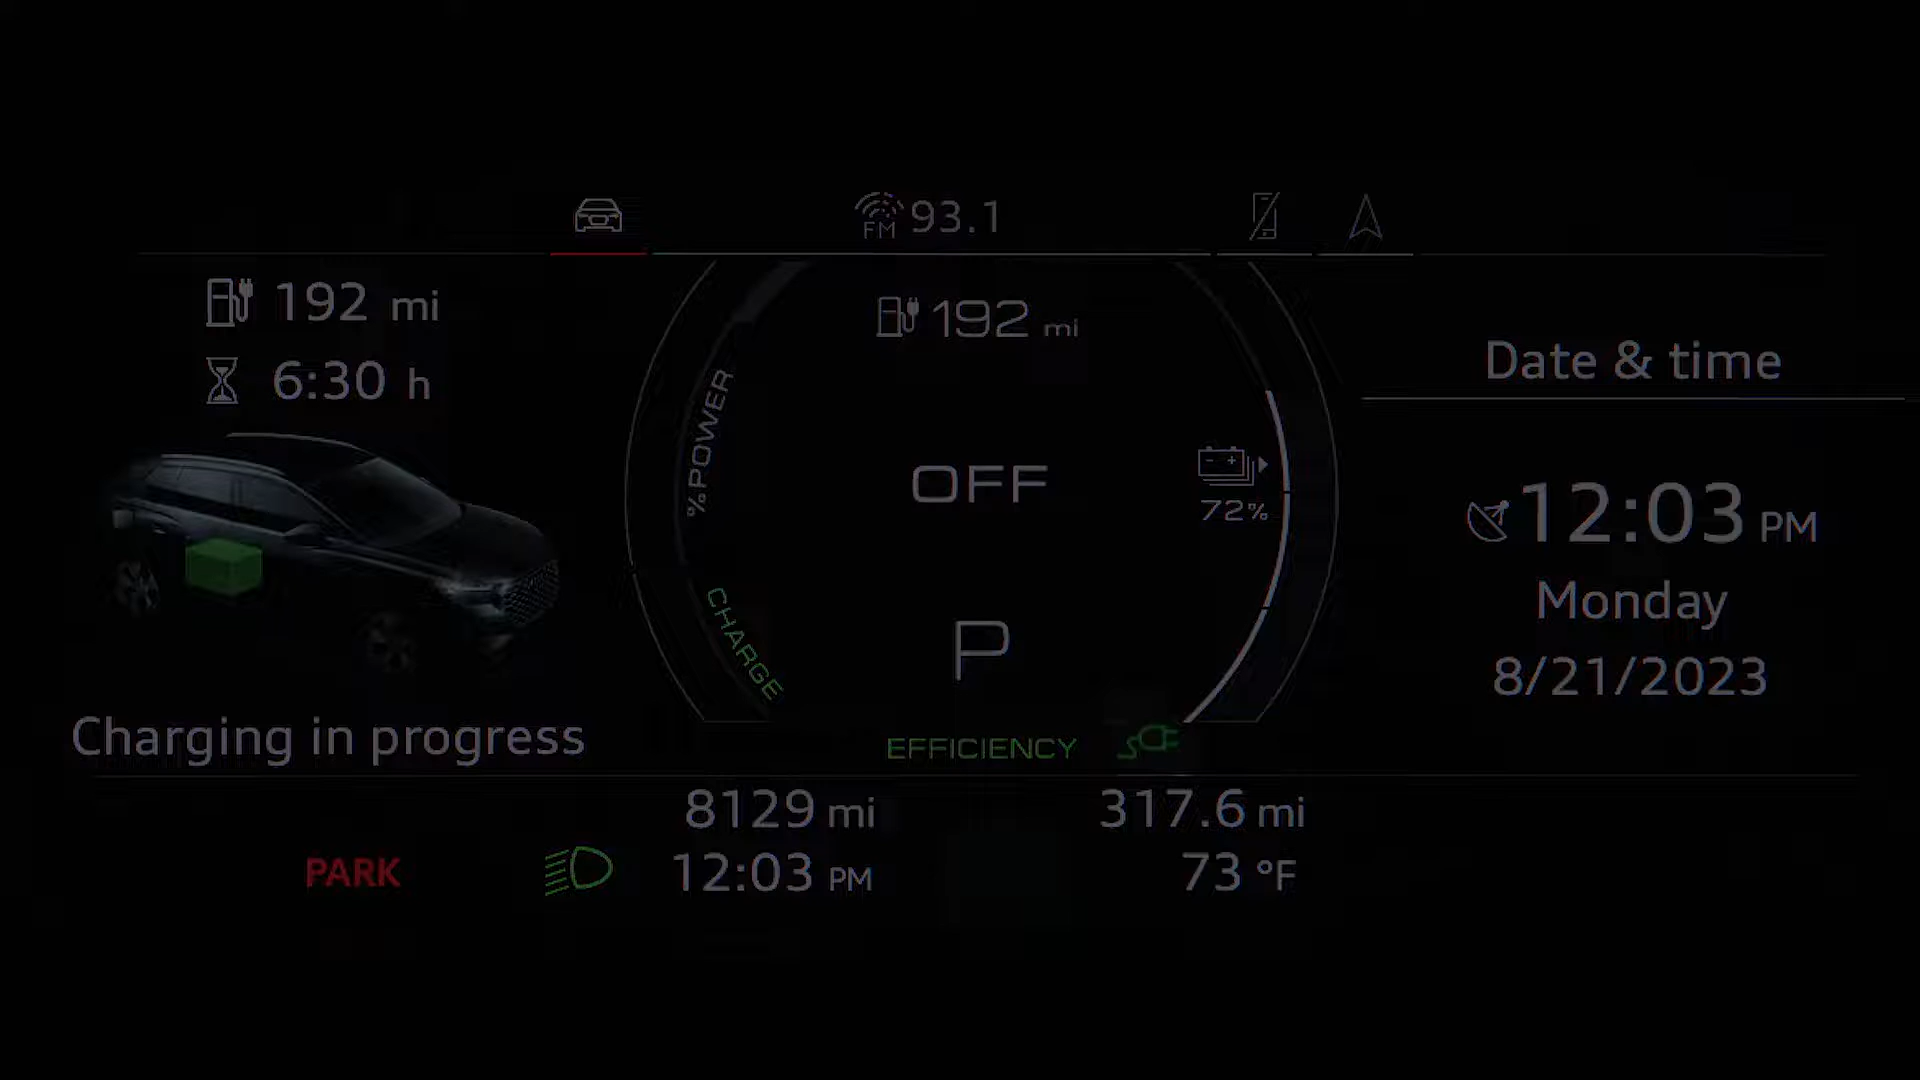 FM 93.1
192 mi
6:30 h
192 mi
% POWER
OFF
72%
CHARGE
P
Date & time
12:03 PM
Monday
8/21/2023
Charging in progress
EFFICIENCY
8129 mi
317.6 mi
PARK
12:03 PM
73 °F